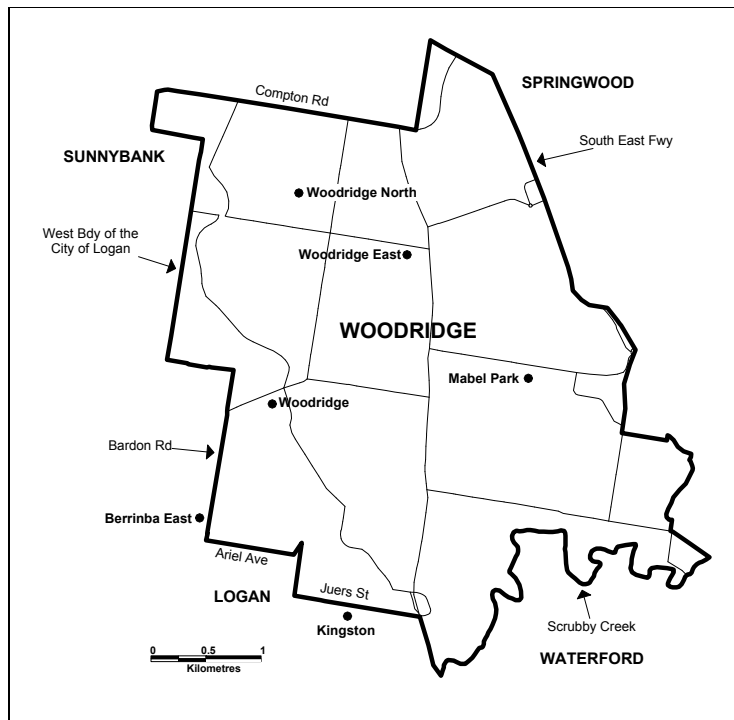 SPRINGWOOD
Compton Rd
South East Fwy
SUNNYBANK
Woodridge North
West Bdy of the
City of Logan
Woodridge East
WOODRIDGE
Mabel Park
Woodridge
Bardon Rd
Berrinba East
Ariel Ave
LOGAN
Juers St
Kingston
Scrubby Creek
WATERFORD
0 0.5 1
Kilometres